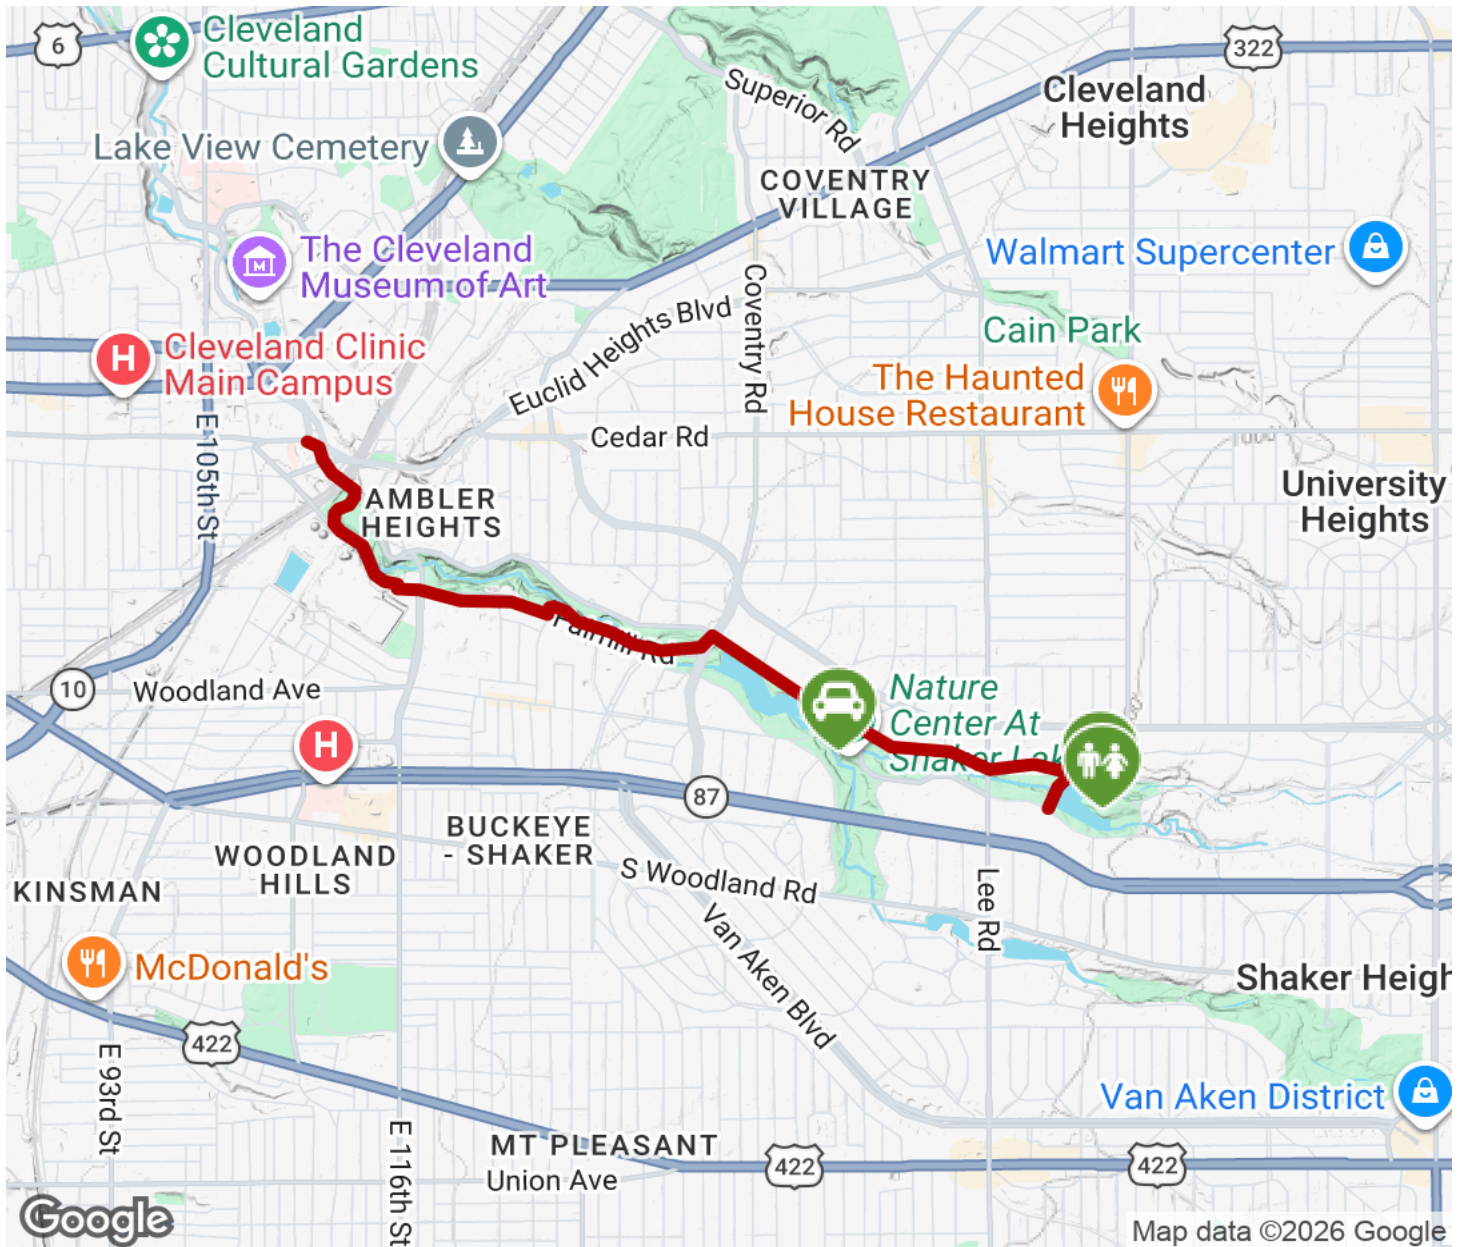 6
Cleveland
Cultural Gardens
322
Superior Rd
Cleveland
Heights
Lake View Cemetery
COVENTRY
VILLAGE
The Cleveland
Museum of Art
Walmart Supercenter
Coventry Rd
Euclid Heights Blvd
Cain Park
H
Cleveland Clinic
Main Campus
The Haunted
House Restaurant
E 105th St
Cedar Rd
AMBLER
HEIGHTS
University
Heights
Fairhill Rd
10
Woodland Ave
Nature
Center At
Shaker Lak
H
87
BUCKEYE
- SHAKER
WOODLAND
HILLS
S Woodland Rd
KINSMAN
Lee Rd
Van Aken Blvd
McDonald's
Shaker Heigh
422
E 93rd St
Van Aken District
E 116th St
MT PLEASANT
Union Ave
422
422
Google
Map data ©2026 Google